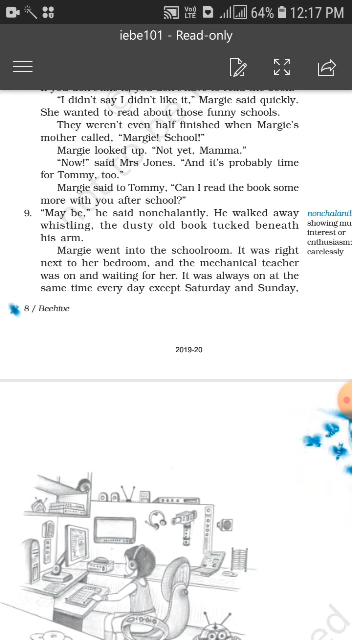 64% 12:17 PM
iebe101 - Read-only
"I didn't say I didn't like it," Margie said quickly.
She wanted to read about those funny schools.
They weren't even half finished when Margie's
mother called, "Margie! School!"
Margie looked up. "Not yet, Mamma."
"Now!" said Mrs Jones. "And it's probably time
for Tommy, too."
Margie said to Tommy, "Can I read the book some
more with you after school?"
9. "May be," he said nonchalantly. He walked away
whistling, the dusty old book tucked beneath
his arm.
Margie went into the schoolroom. It was right
next to her bedroom, and the mechanical teacher
was on and waiting for her. It was always on at the
same time every day except Saturday and Sunday,
nonchaland
showing mu
interest or
enthusiasm:
carelessly
8 / Beehive
2019-20